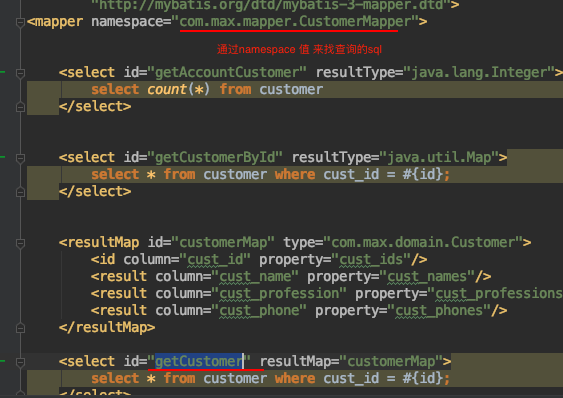 "http://mybatis.org/dtd/mybatis-3-mapper.dtd">
<mapper namespace="com.max.mapper.CustomerMapper">
通过namespace 值 来找查询的sql
<select id="getAccountCustomer" resultType="java.lang.Integer">
select count(*) from customer
</select>
<select id="getCustomerById" resultType="java.util.Map">
select * from customer where cust_id = #{id};
</select>
<resultMap id="customerMap" type="com.max.domain.Customer">
<id column="cust_id" property="cust_ids"/>
<result column="cust_name" property="cust_names"/>
<result column="cust_profession" property="cust_professions
<result column="cust_phone" property="cust_phones"/>
</resultMap>
<select id="getCustomer" resultMap="customerMap">
select * from customer where cust_id = #{id};
</select>